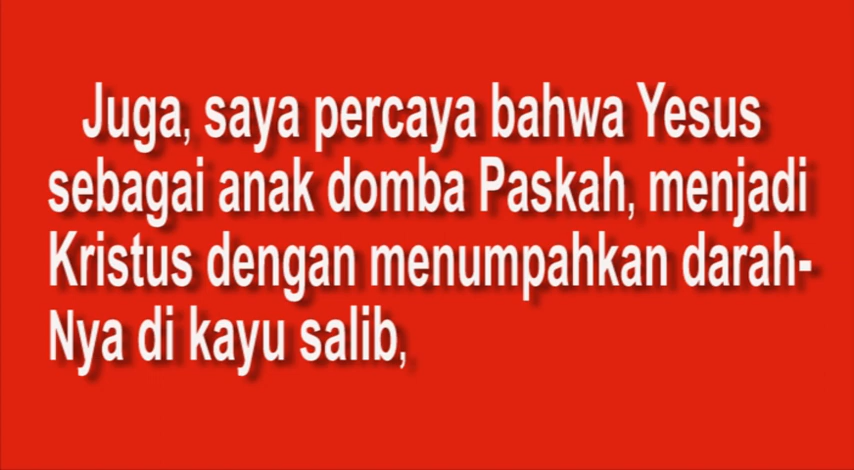 Juga, saya percaya bahwa Yesus
sebagai anak domba Paskah, menjadi
Kristus dengan menumpahkan darah-
Nya di kayu salib,